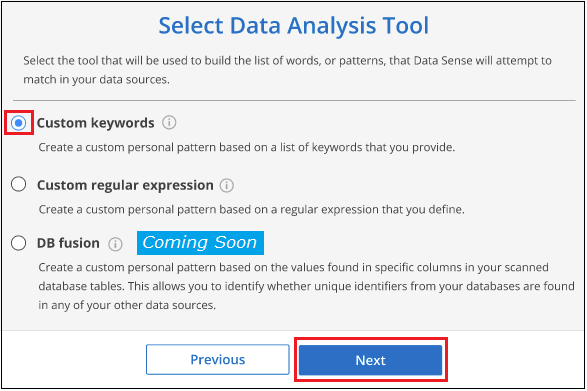 Select Data Analysis Tool
Select the tool that will be used to build the list of words, or patterns, that Data Sense will attempt to
match in your data sources.
Custom keywords
Create a custom personal pattern based on a list of keywords that you provide.
Custom regular expression
Create a custom personal pattern based on a regular expression that you define.
DB fusion Coming Soon
Create a custom personal pattern based on the values found in specific columns in your scanned
database tables. This allows you to identify whether unique identifiers from your databases are found
in any of your other data sources.
Previous Next